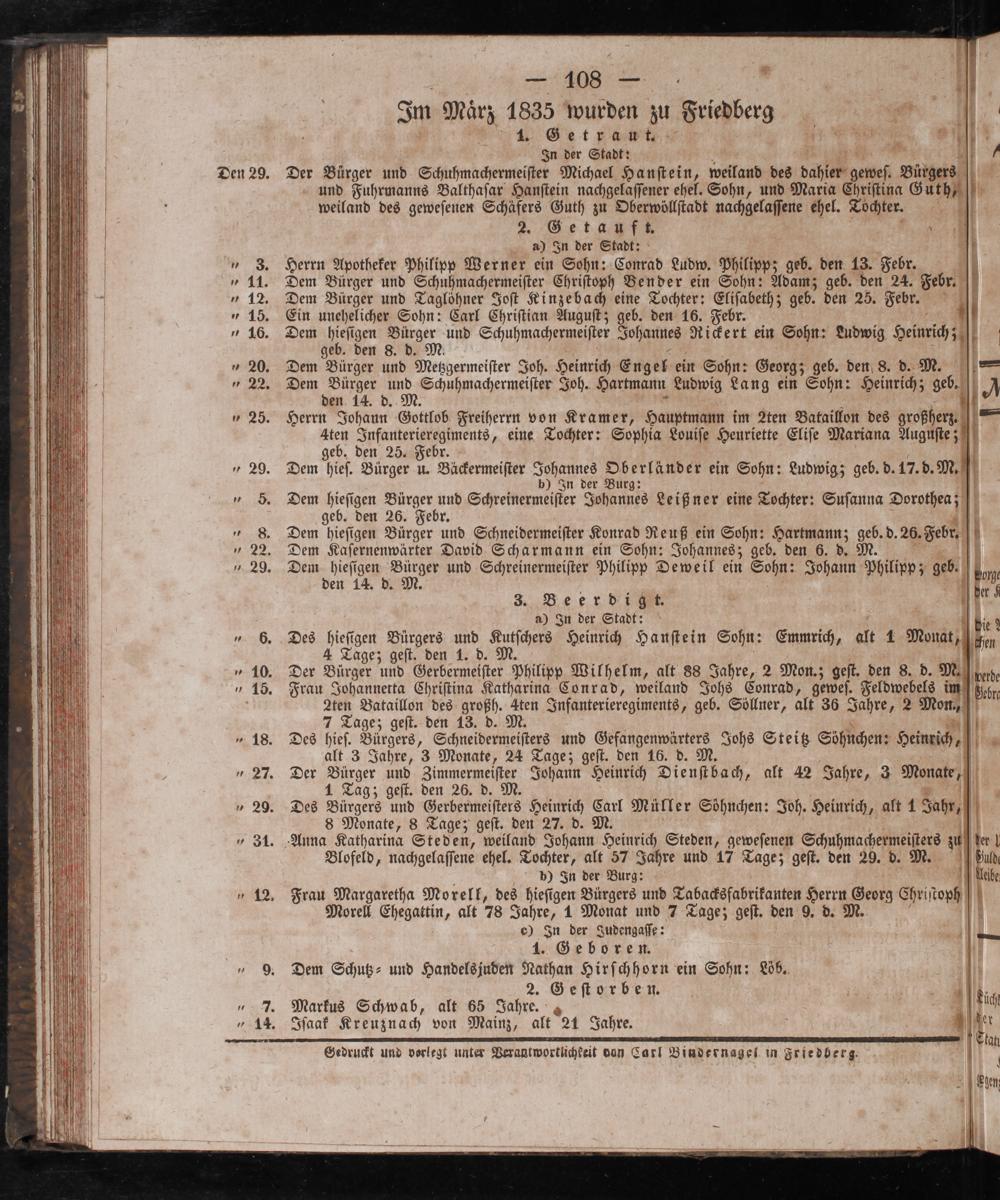 — 108 —
Im März 1835 wurden zu Friedberg
1. Getraut.
In der Stadt:
Den 29. Der Bürger und Schuhmachermeister Michael Hanstein, weiland des dahier gewes. Bürgers
und Fuhrmanns Balthasar Hanstein nachgelassener ehel. Sohn, und Maria Christina Guth,
weiland des gewesenen Schäfers Guth zu Oberwöllstadt nachgelassene ehel. Tochter.
2. Getauft.
a) In der Stadt:
„ 3. Herrn Apotheker Philipp Werner ein Sohn: Conrad Ludw. Philipp; geb. den 13. Febr.
„ 11. Dem Bürger und Schuhmachermeister Christoph Bender ein Sohn: Adam; geb. den 24. Febr.
„ 12. Dem Bürger und Taglöhner Jost Kinzebach eine Tochter: Elisabeth; geb. den 25. Febr.
„ 15. Ein unehelicher Sohn: Carl Christian August; geb. den 16. Febr.
„ 16. Dem hiesigen Bürger und Schuhmachermeister Johannes Rickert ein Sohn: Ludwig Heinrich;
geb. den 8. d. M.
„ 20. Dem Bürger und Metzgermeister Joh. Heinrich Engel ein Sohn: Georg; geb. den 8. d. M.
„ 22. Dem Bürger und Schuhmachermeister Joh. Hartmann Ludwig Lang ein Sohn: Heinrich; geb.
den 14. d. M.
„ 25. Herrn Johann Gottlob Freiherrn von Kramer, Hauptmann im 2ten Bataillon des großherz.
4ten Infanterieregiments, eine Tochter: Sophia Louise Henriette Elise Mariana Auguste;
geb. den 25. Febr.
„ 29. Dem hies. Bürger u. Bäckermeister Johannes Oberländer ein Sohn: Ludwig; geb. d. 17. d. M.
b) In der Burg:
„ 5. Dem hiesigen Bürger und Schreinermeister Johannes Leißner eine Tochter: Susanna Dorothea;
geb. den 26. Febr.
„ 8. Dem hiesigen Bürger und Schneidermeister Konrad Reuß ein Sohn: Hartmann; geb. d. 26. Febr.
„ 22. Dem Kasernenwärter David Scharmann ein Sohn: Johannes; geb. den 6. d. M.
„ 29. Dem hiesigen Bürger und Schreinermeister Philipp Deweil ein Sohn: Johann Philipp; geb.
den 14. d. M.
3. Beerdigt.
a) In der Stadt:
„ 6. Des hiesigen Bürgers und Kutschers Heinrich Hanstein Sohn: Emmrich, alt 1 Monat,
4 Tage; gest. den 1. d. M.
„ 10. Der Bürger und Gerbermeister Philipp Wilhelm, alt 88 Jahre, 2 Mon.; gest. den 8. d. M.
„ 15. Frau Johannetta Christina Katharina Conrad, weiland Johs Conrad, gewes. Feldwebels im
2ten Bataillon des großh. 4ten Infanterieregiments, geb. Söllner, alt 36 Jahre, 2 Mon.,
7 Tage; gest. den 13. d. M.
„ 18. Des hies. Bürgers, Schneidermeisters und Gefangenwärters Johs Steitz Söhnchen: Heinrich,
alt 3 Jahre, 3 Monate, 24 Tage; gest. den 16. d. M.
„ 27. Der Bürger und Zimmermeister Johann Heinrich Dienstbach, alt 42 Jahre, 3 Monate,
1 Tag; gest. den 26. d. M.
„ 29. Des Bürgers und Gerbermeisters Heinrich Carl Müller Söhnchen: Joh. Heinrich, alt 1 Jahr,
8 Monate, 8 Tage; gest. den 27. d. M.
„ 31. Anna Katharina Steden, weiland Johann Heinrich Steden, gewesenen Schuhmachermeisters zu
Blofeld, nachgelassene ehel. Tochter, alt 57 Jahre und 17 Tage; gest. den 29. d. M.
b) In der Burg:
„ 12. Frau Margaretha Morell, des hiesigen Bürgers und Tabacksfabrikanten Herrn Georg Christoph
Morell Ehegattin, alt 78 Jahre, 1 Monat und 7 Tage; gest. den 9. d. M.
c) In der Judengasse:
1. Geboren.
„ 9. Dem Schutz- und Handelsjuden Nathan Hirschhorn ein Sohn: Löb.
2. Gestorben.
„ 7. Markus Schwab, alt 65 Jahre.
„ 14. Isaak Kreuznach von Mainz, alt 21 Jahre.
Gedruckt und verlegt unter Verantwortlichkeit von Carl Bindernagel in Friedberg.